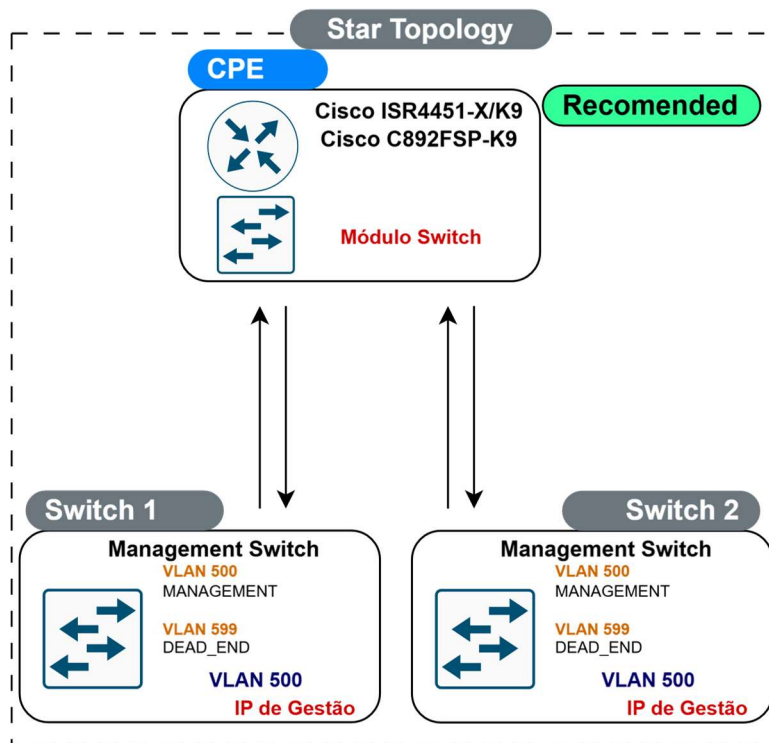 Star Topology
CPE
Cisco ISR4451-X/K9
Cisco C892FSP-K9
Recomended
Módulo Switch
Switch 1
Management Switch
VLAN 500
MANAGEMENT
VLAN 599
DEAD_END
VLAN 500
IP de Gestão
Switch 2
Management Switch
VLAN 500
MANAGEMENT
VLAN 599
DEAD_END
VLAN 500
IP de Gestão